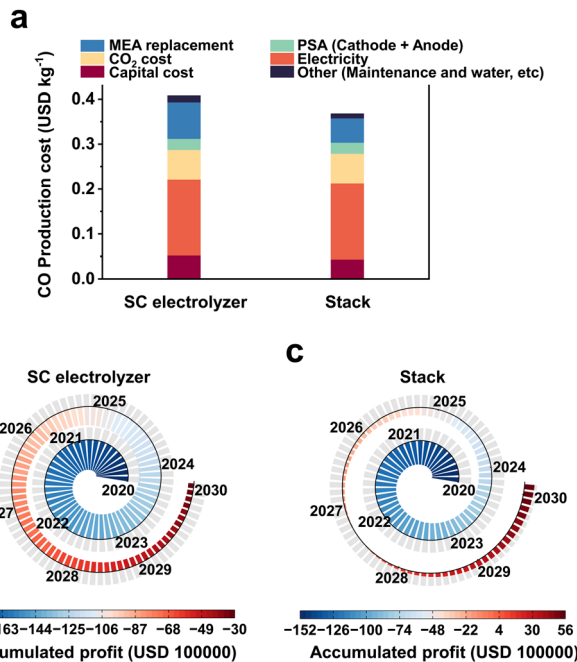 a
MEA replacement
CO₂ cost
Capital cost
PSA (Cathode + Anode)
Electricity
Other (Maintenance and water, etc)
CO Production cost (USD kg⁻¹)
0.4
0.3
0.2
0.1
0.0
SC electrolyzer
Stack
SC electrolyzer
2025
2026
2021
2024
2020
2030
27
2022
2023
2029
2028
163 −144 −125 −106 −87 −68 −49 −30
umulated profit (USD 100000)
c
Stack
2025
2026
2021
2024
2020
2030
2027
2022
2023
2029
2028
−152 −126 −100 −74 −48 −22 4 30 56
Accumulated profit (USD 100000)